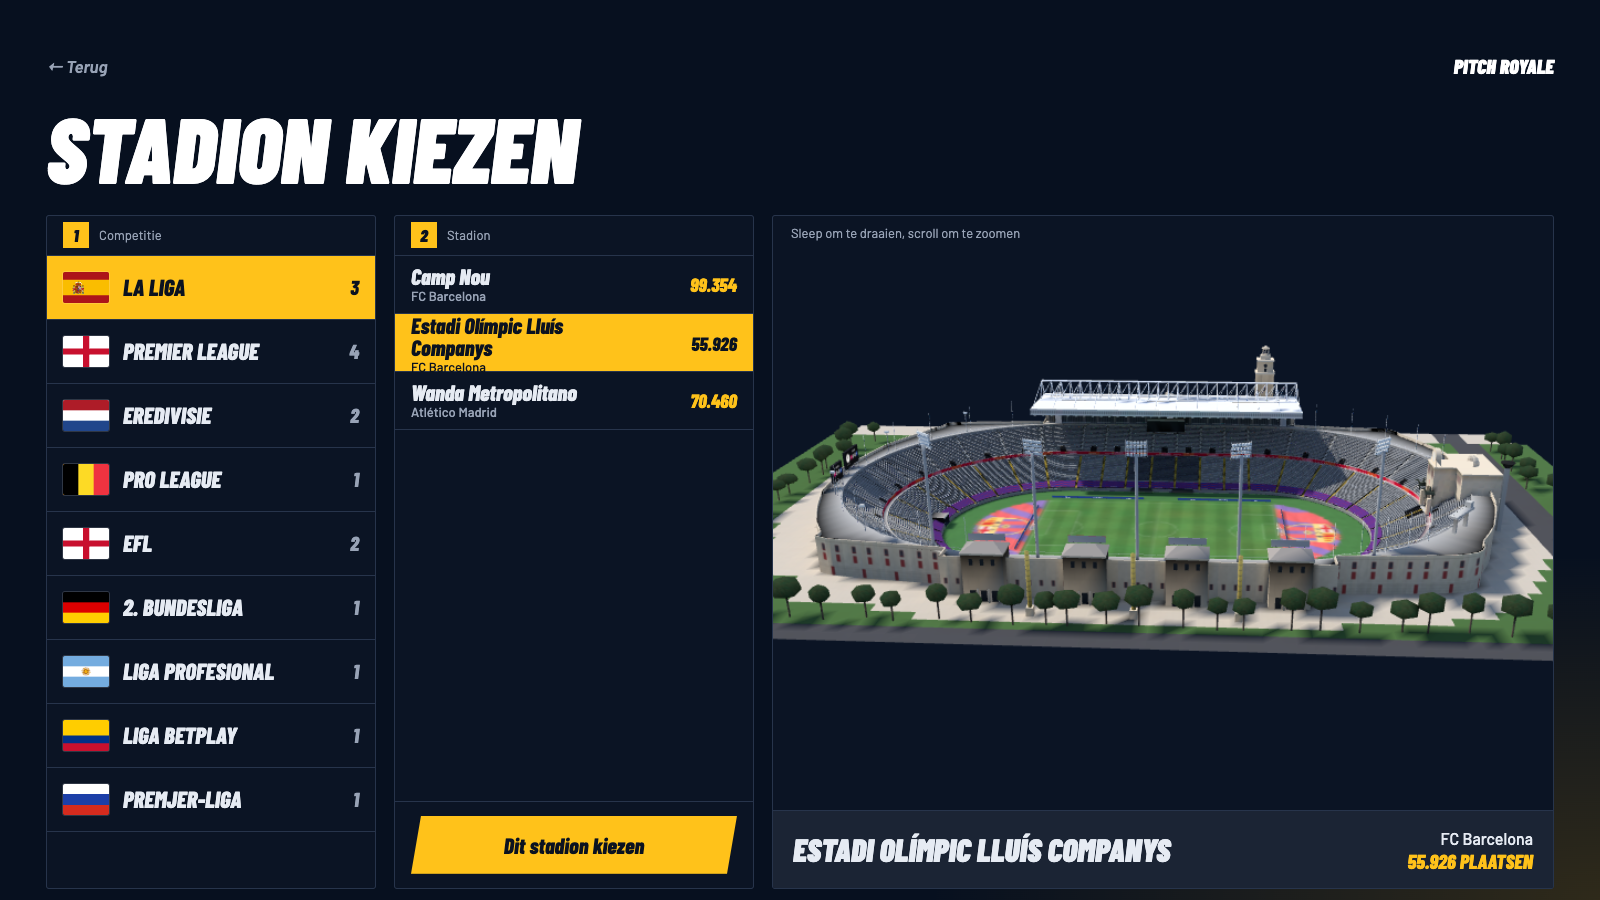 ← Terug
PITCH ROYALE
STADION KIEZEN
1 Competitie
LA LIGA 3
PREMIER LEAGUE 4
EREDIVISIE 2
PRO LEAGUE 1
EFL 2
2. BUNDESLIGA 1
LIGA PROFESIONAL 1
LIGA BETPLAY 1
PREMJER-LIGA 1
2 Stadion
Camp Nou 99.354
FC Barcelona
Estadi Olímpic Lluís
Companys 55.926
FC Barcelona
Wanda Metropolitano 70.460
Atlético Madrid
Dit stadion kiezen
Sleep om te draaien, scroll om te zoomen
ESTADI OLÍMPIC LLUÍS COMPANYS
FC Barcelona
55.926 PLAATSEN